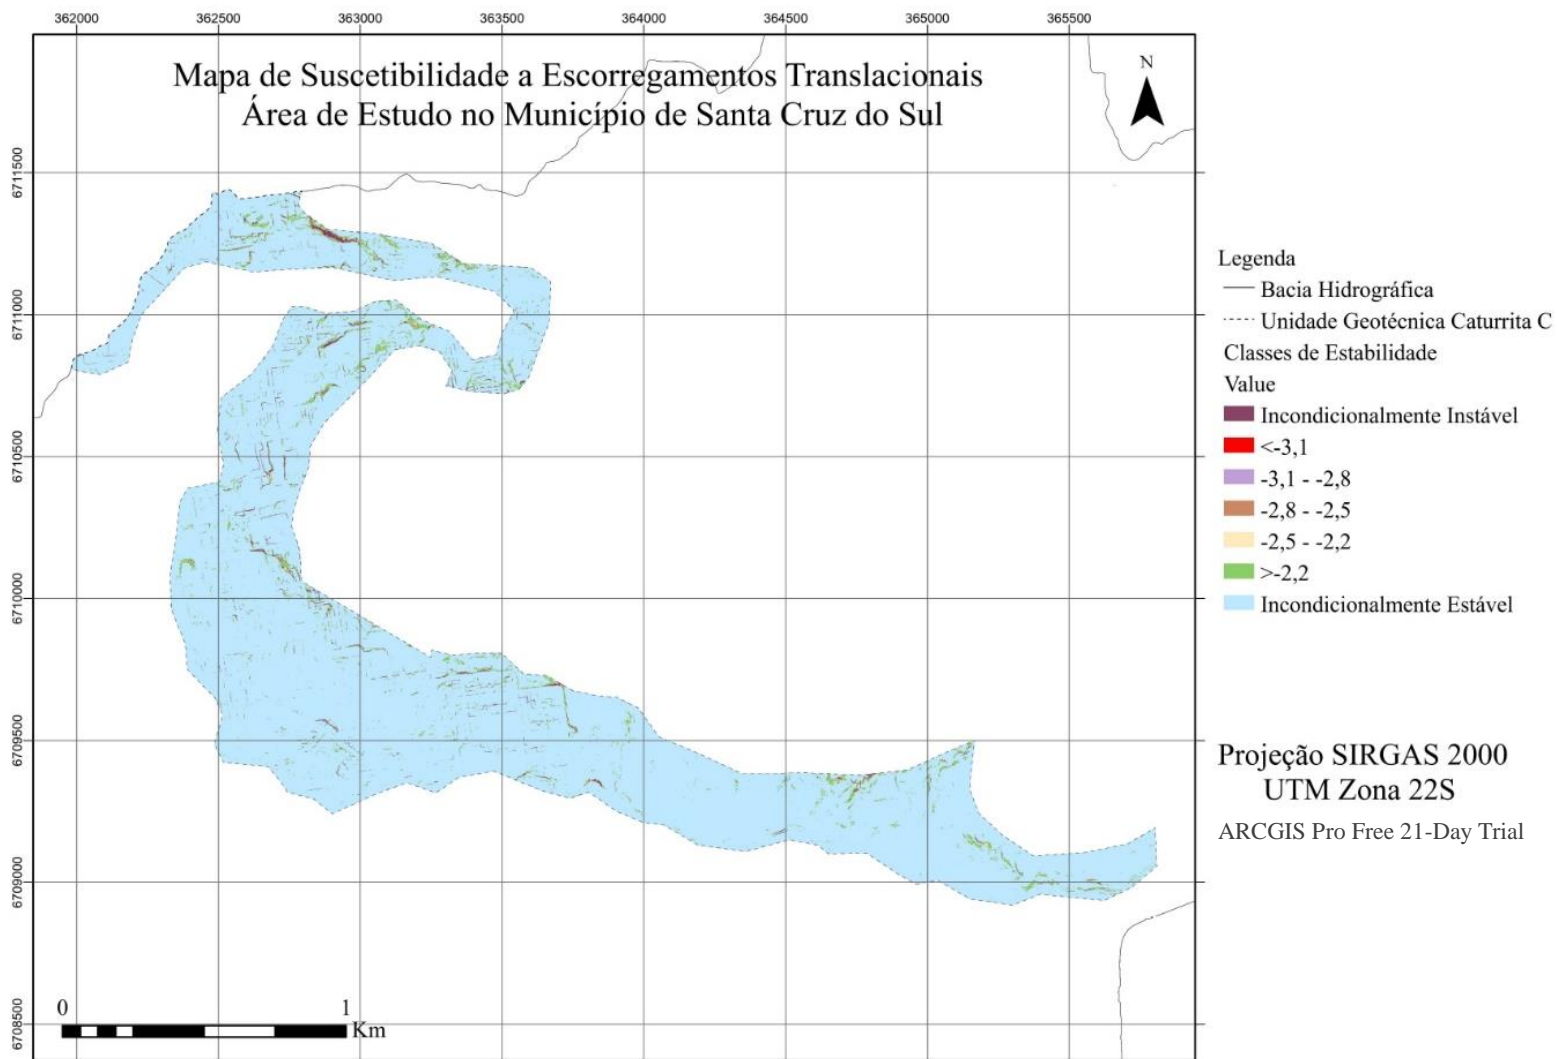 362000 362500 363000 363500 364000 364500 365000 365500
Mapa de Suscetibilidade a Escorregamentos Translacionais
Área de Estudo no Município de Santa Cruz do Sul
N
6711500
6711000
6710500
6710000
6709500
6709000
6708500
0 1
Km
Legenda
Bacia Hidrográfica
Unidade Geotécnica Caturrita C
Classes de Estabilidade
Value
Incondicionalmente Instável
<-3,1
-3,1 - -2,8
-2,8 - -2,5
-2,5 - -2,2
>-2,2
Incondicionalmente Estável
Projeção SIRGAS 2000
UTM Zona 22S
ARCGIS Pro Free 21-Day Trial